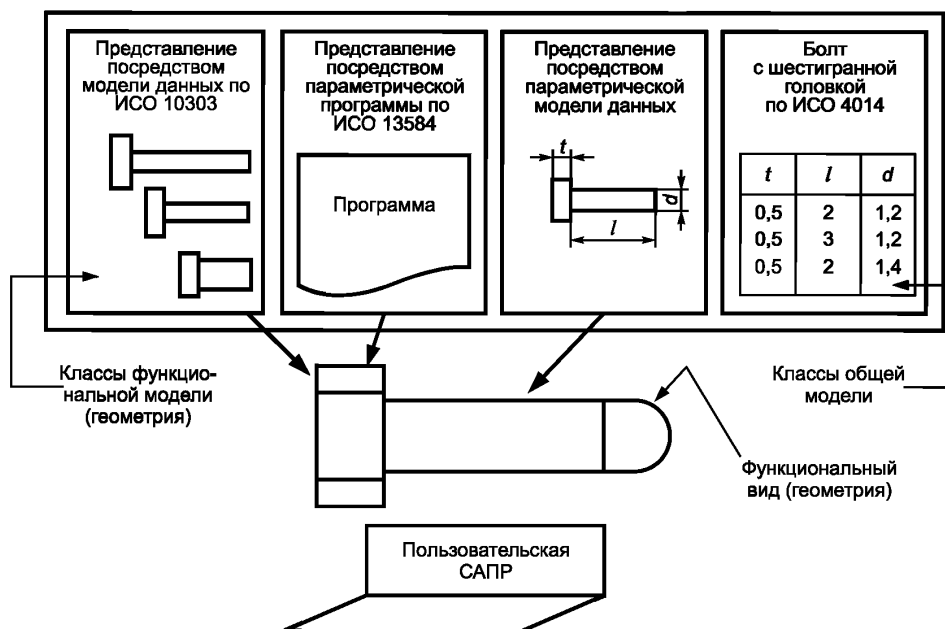 Представление
посредством
модели данных по
ИСО 10303
Представление
посредством
параметрической
программы по
ИСО 13584
Программа
Представление
посредством
параметрической
модели данных
t
d
l
Болт
с шестигранной
головкой
по ИСО 4014
t l d
0,5 2 1,2
0,5 3 1,2
0,5 2 1,4
Классы функцио-
нальной модели
(геометрия)
Классы общей
модели
Функциональный
вид (геометрия)
Пользовательская
САПР